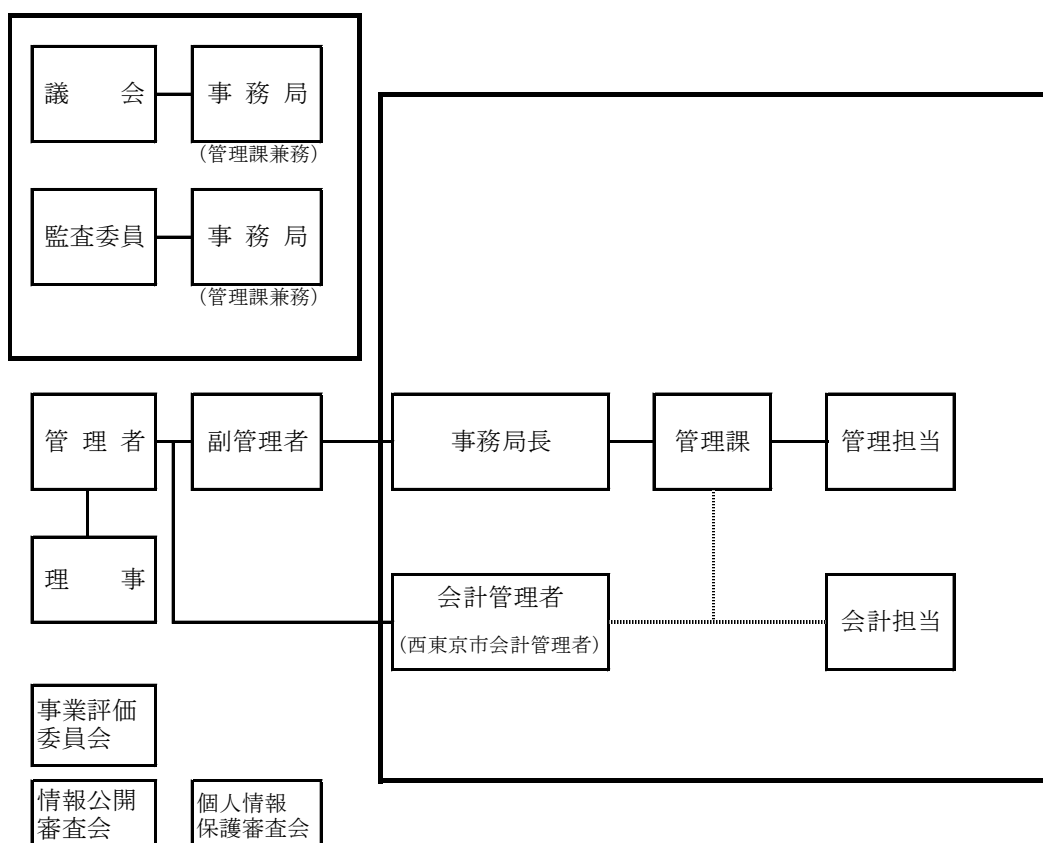 議 会
事 務 局
(管理課兼務)
監査委員
事 務 局
(管理課兼務)
管 理 者
副管理者
事務局長
管理課
管理担当
理 事
会計管理者
(西東京市会計管理者)
会計担当
事業評価
委員会
情報公開
審査会
個人情報
保護審査会